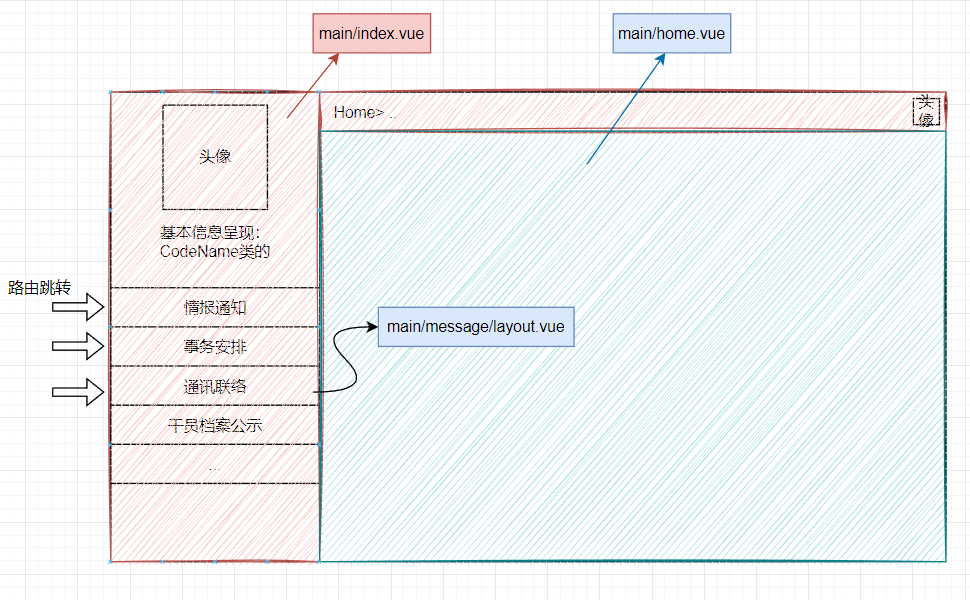 main/index.vue
main/home.vue
Home> ..
头
像
头像
基本信息呈现：
CodeName类的
路由跳转
情报通知
事务安排
main/message/layout.vue
通讯联络
干员档案公示
...